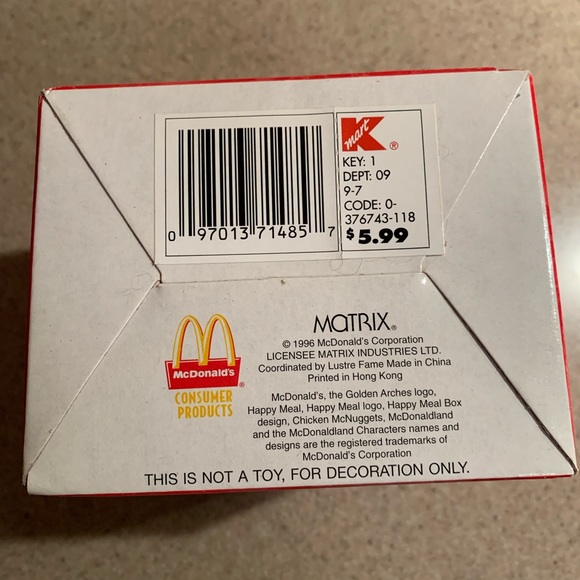 0 97013 71485 7
Kmart®
KEY: 1
DEPT: 09
9-7
CODE: 0-
376743-118
$5.99
McDonald's®
CONSUMER
PRODUCTS
MATRIX®
© 1996 McDonald's Corporation
LICENSEE MATRIX INDUSTRIES LTD.
Coordinated by Lustre Fame Made in China
Printed in Hong Kong
McDonald's, the Golden Arches logo,
Happy Meal, Happy Meal logo, Happy Meal Box
design, Chicken McNuggets, McDonaldland
and the McDonaldland Characters names and
designs are the registered trademarks of
McDonald's Corporation
THIS IS NOT A TOY, FOR DECORATION ONLY.